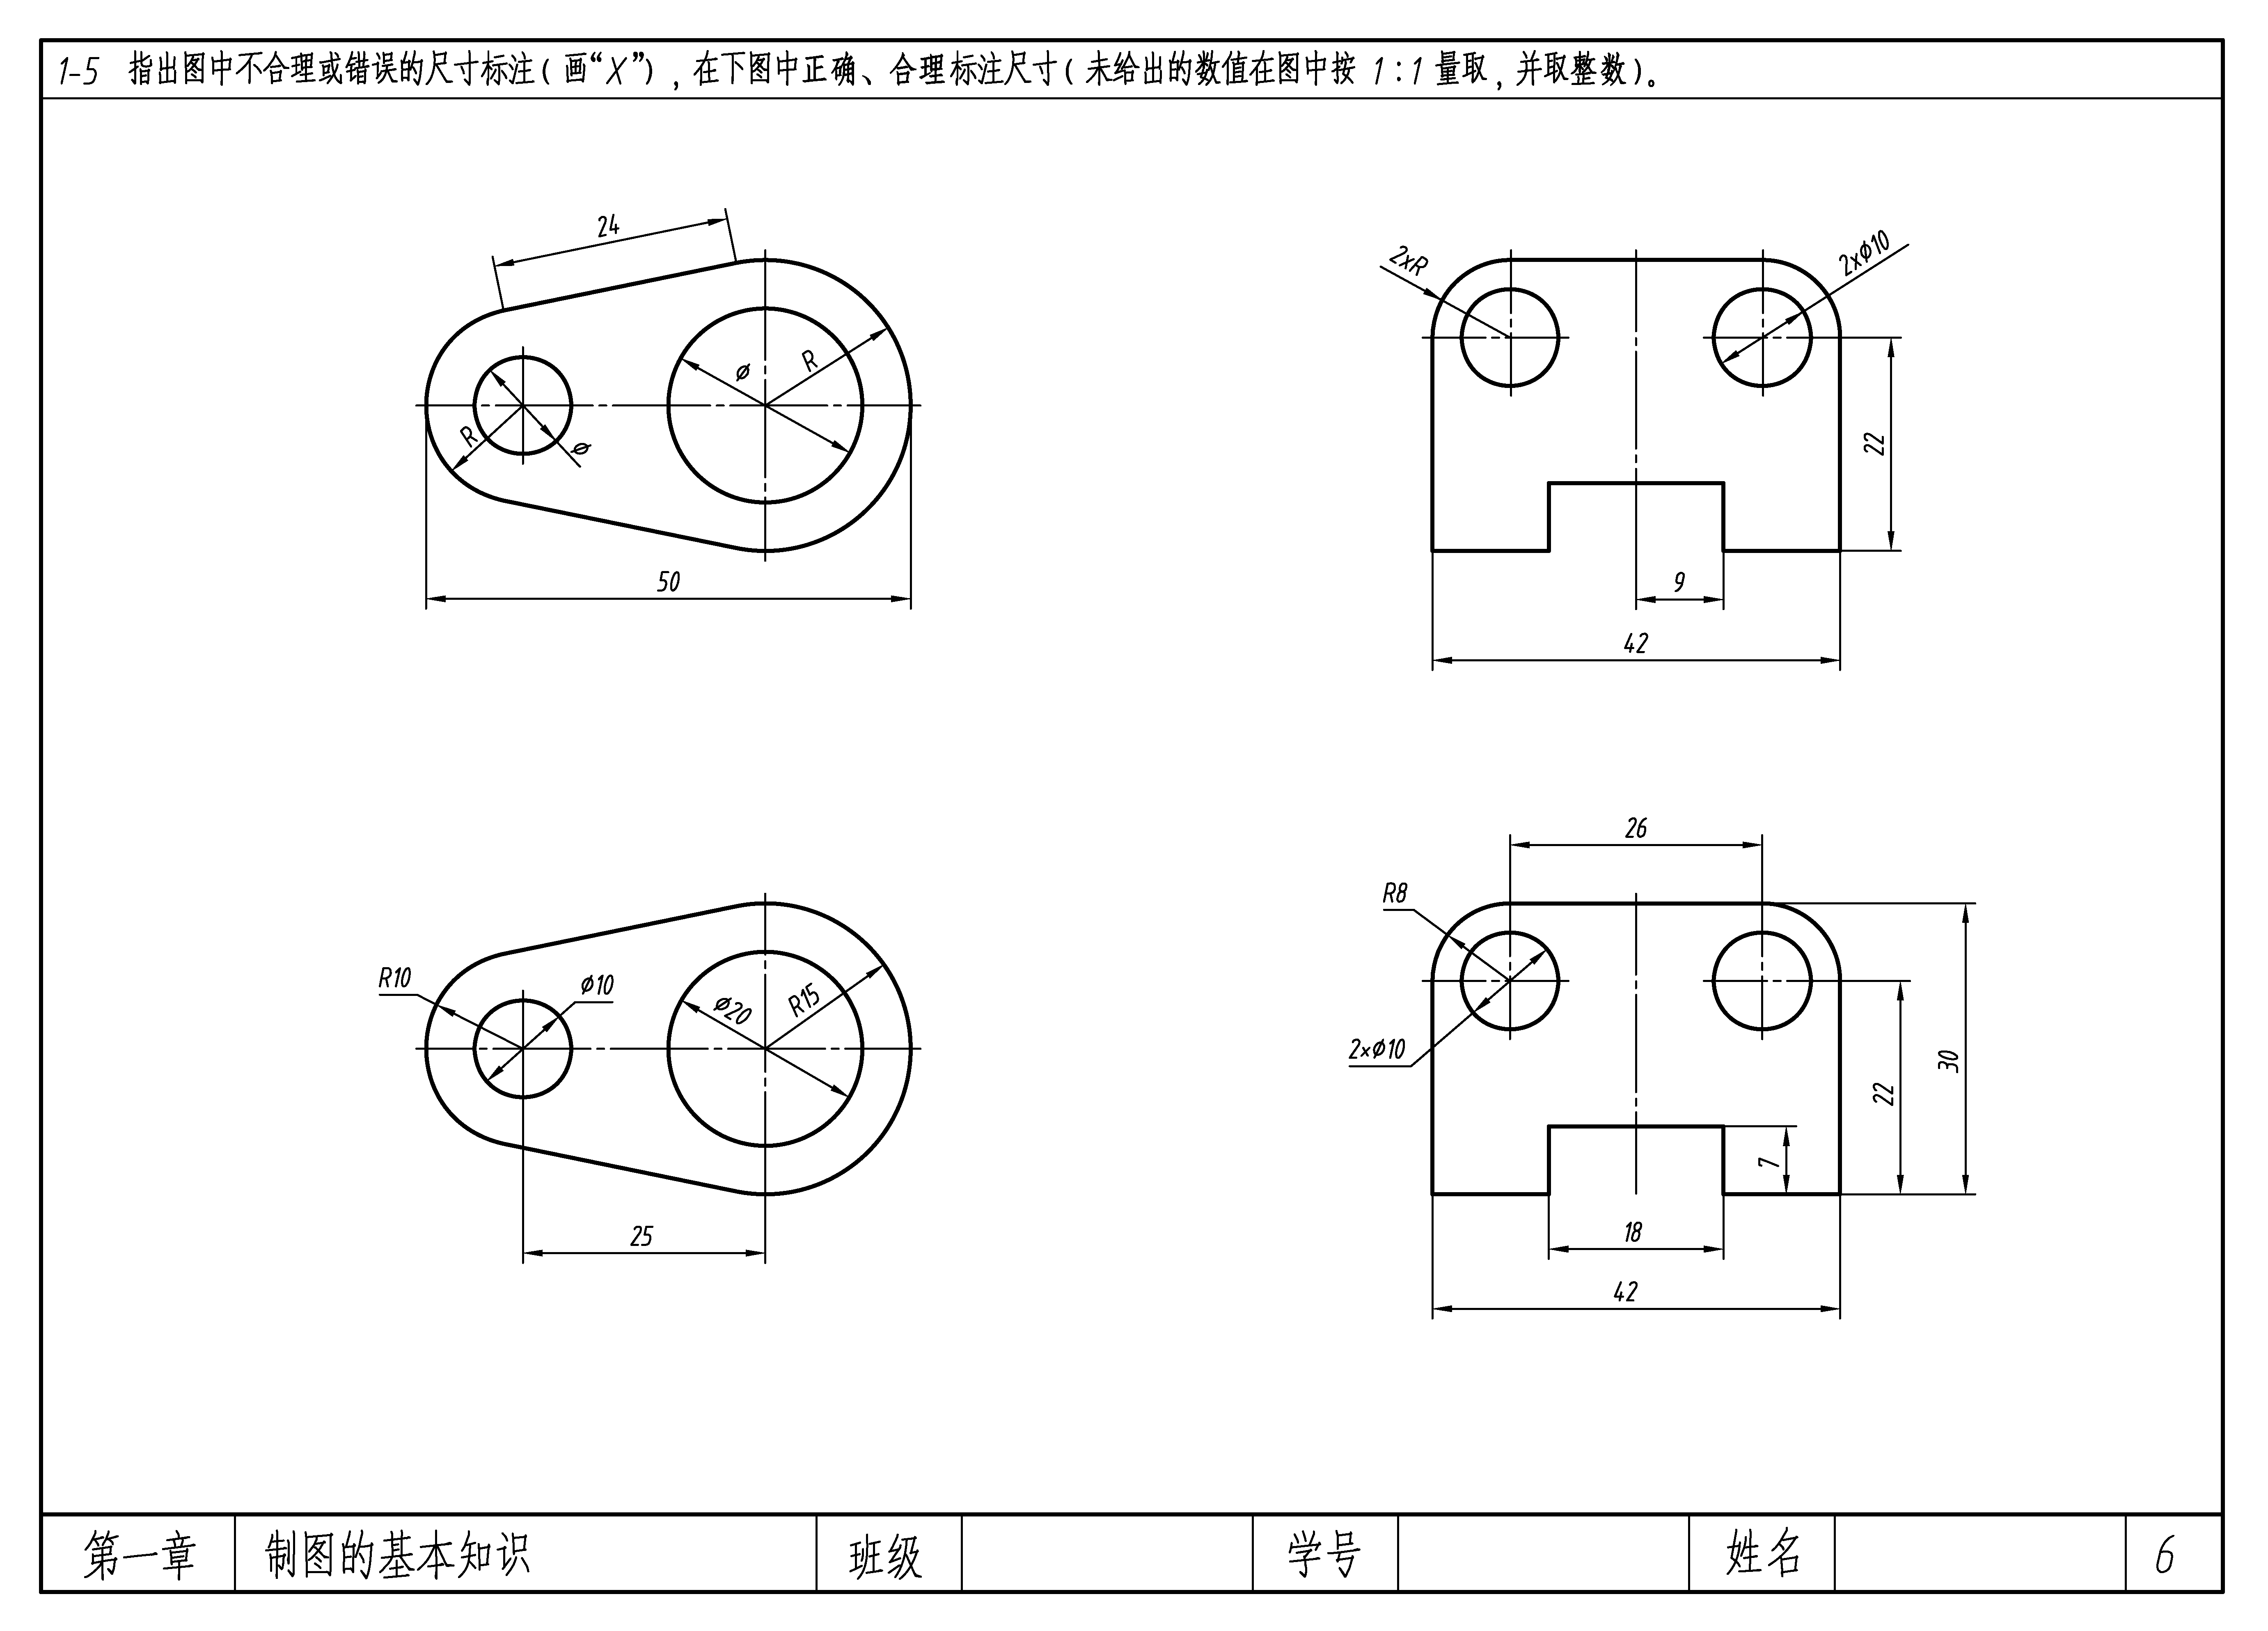 1-5 指出图中不合理或错误的尺寸标注(画“X”),在下图中正确、合理标注尺寸(未给出的数值在图中按 1:1 量取,并取整数)。
24
R
ø
ø
R
50
2xR
2xø10
22
9
42
R10
ø10
ø20
R15
25
26
R8
2×ø10
30
22
7
18
42
第一章 制图的基本知识 班级 学号 姓名 6